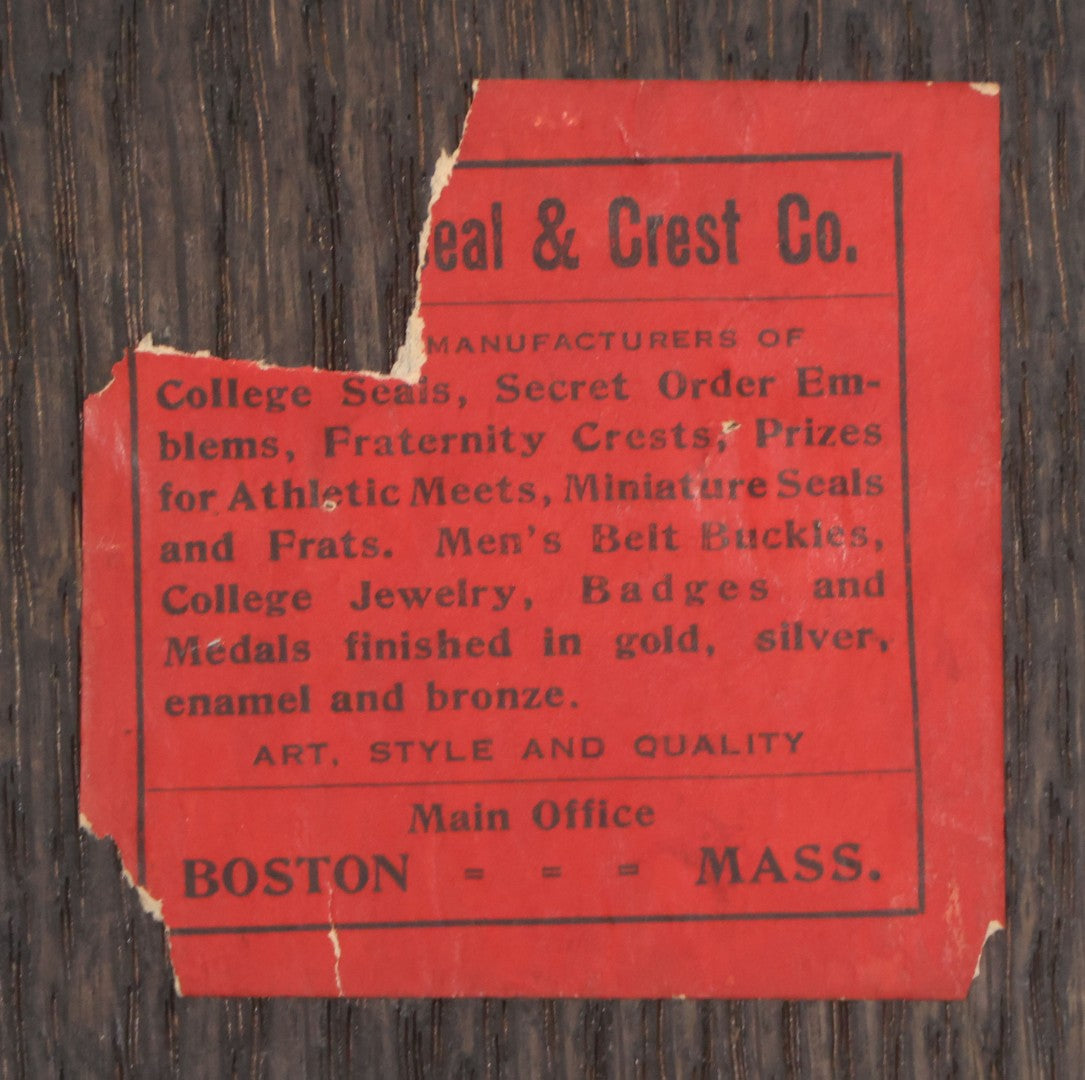 eal & Crest Co.
MANUFACTURERS OF
College Seals, Secret Order Em-
blems, Fraternity Crests, Prizes
for Athletic Meets, Miniature Seals
and Frats. Men's Belt Buckles,
College Jewelry, Badges and
Medals finished in gold, silver,
enamel and bronze.
ART, STYLE AND QUALITY
Main Office
BOSTON = = = MASS.